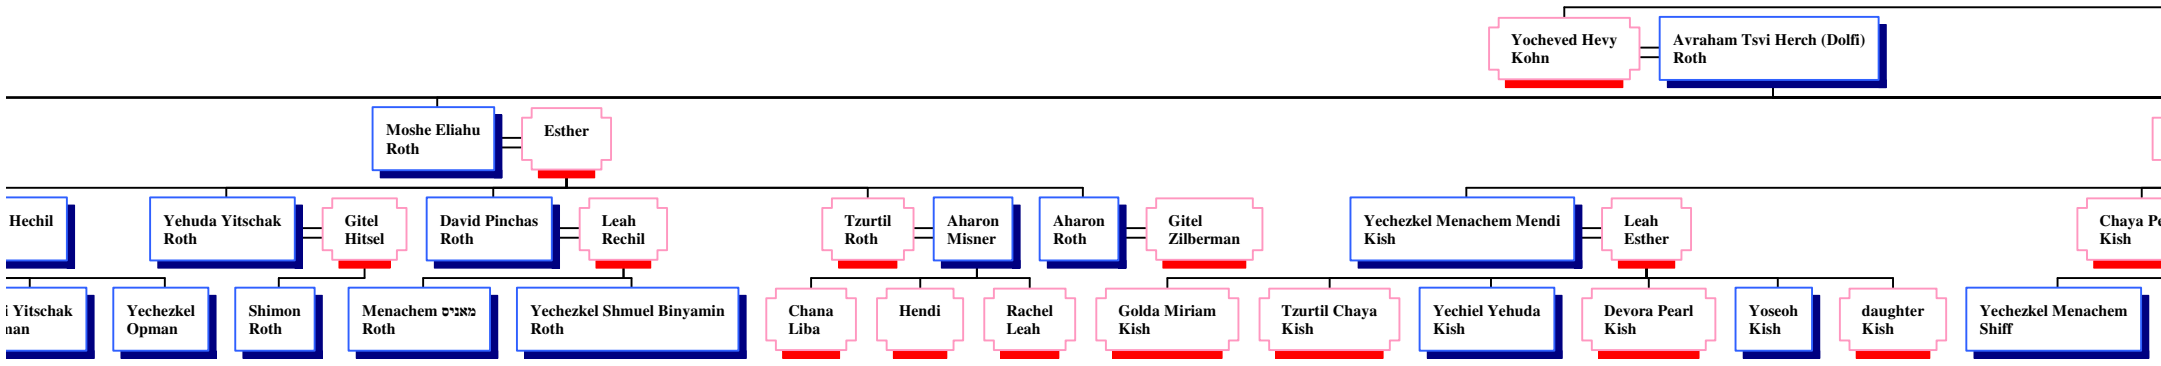 Yocheved Hevy
Kohn
Avraham Tsvi Herch (Dolfi)
Roth
Moshe Eliahu
Roth
Esther
Hechil
Yehuda Yitschak
Roth
Gitel
Hitsel
David Pinchas
Roth
Leah
Rechil
Tzurtil
Roth
Aharon
Misner
Aharon
Roth
Gitel
Zilberman
Yechezkel Menachem Mendi
Kish
Leah
Esther
Chaya Pe
Kish
i Yitschak
man
Yechezkel
Opman
Shimon
Roth
Menachem מאניס
Roth
Yechezkel Shmuel Binyamin
Roth
Chana
Liba
Hendi
Rachel
Leah
Golda Miriam
Kish
Tzurtil Chaya
Kish
Yechiel Yehuda
Kish
Devora Pearl
Kish
Yoseoh
Kish
daughter
Kish
Yechezkel Menachem
Shiff